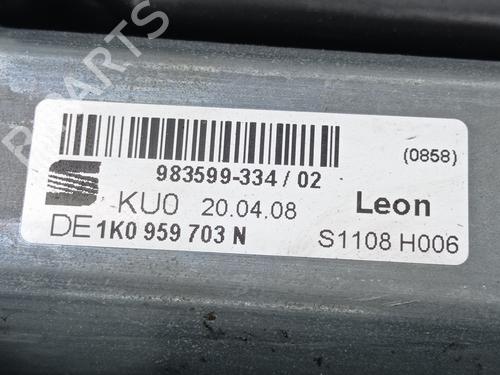 (0858)
983599-334 / 02
KU0 20.04.08 Leon
DE 1K0 959 703 N S1108 H006